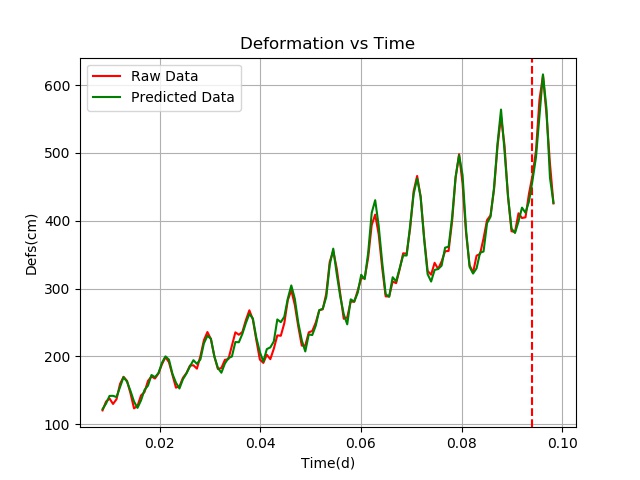 Deformation vs Time
Raw Data
Predicted Data
600
500
400
300
200
100
Defs(cm)
0.02 0.04 0.06 0.08 0.10
Time(d)